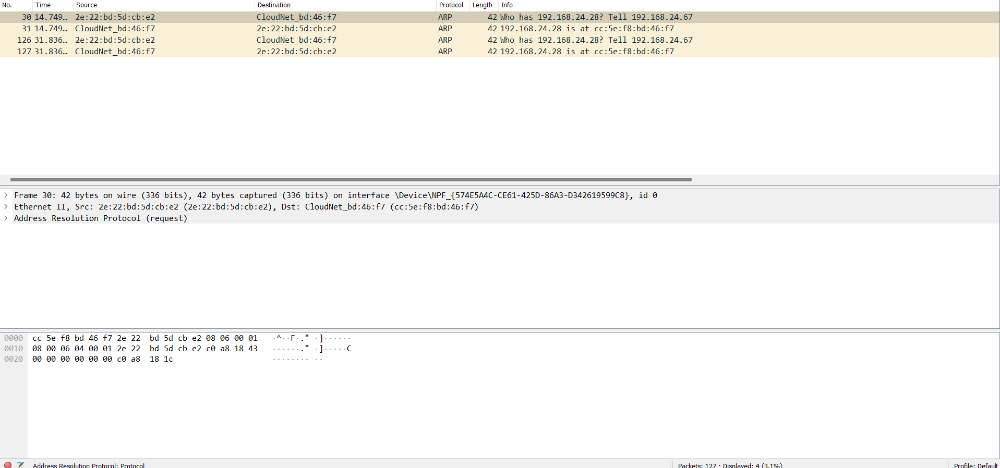 No. Time Source Destination Protocol Length Info
30 14.749… 2e:22:bd:5d:cb:e2 CloudNet_bd:46:f7 ARP 42 Who has 192.168.24.28? Tell 192.168.24.67
31 14.749… CloudNet_bd:46:f7 2e:22:bd:5d:cb:e2 ARP 42 192.168.24.28 is at cc:5e:f8:bd:46:f7
126 31.836… 2e:22:bd:5d:cb:e2 CloudNet_bd:46:f7 ARP 42 Who has 192.168.24.28? Tell 192.168.24.67
127 31.836… CloudNet_bd:46:f7 2e:22:bd:5d:cb:e2 ARP 42 192.168.24.28 is at cc:5e:f8:bd:46:f7
Frame 30: 42 bytes on wire (336 bits), 42 bytes captured (336 bits) on interface \Device\NPF_{574E5A4C-CE61-425D-86A3-D342619599C8}, id 0
Ethernet II, Src: 2e:22:bd:5d:cb:e2 (2e:22:bd:5d:cb:e2), Dst: CloudNet_bd:46:f7 (cc:5e:f8:bd:46:f7)
Address Resolution Protocol (request)
0000 cc 5e f8 bd 46 f7 2e 22 bd 5d cb e2 08 06 00 01 ·^··F·." ·]······
0010 08 00 06 04 00 01 2e 22 bd 5d cb e2 c0 a8 18 43 ······." ·]·····C
0020 00 00 00 00 00 00 c0 a8 18 1c ········ ··
Address Resolution Protocol: Protocol Packets: 127 · Displayed: 4 (3.1%) Profile: Default